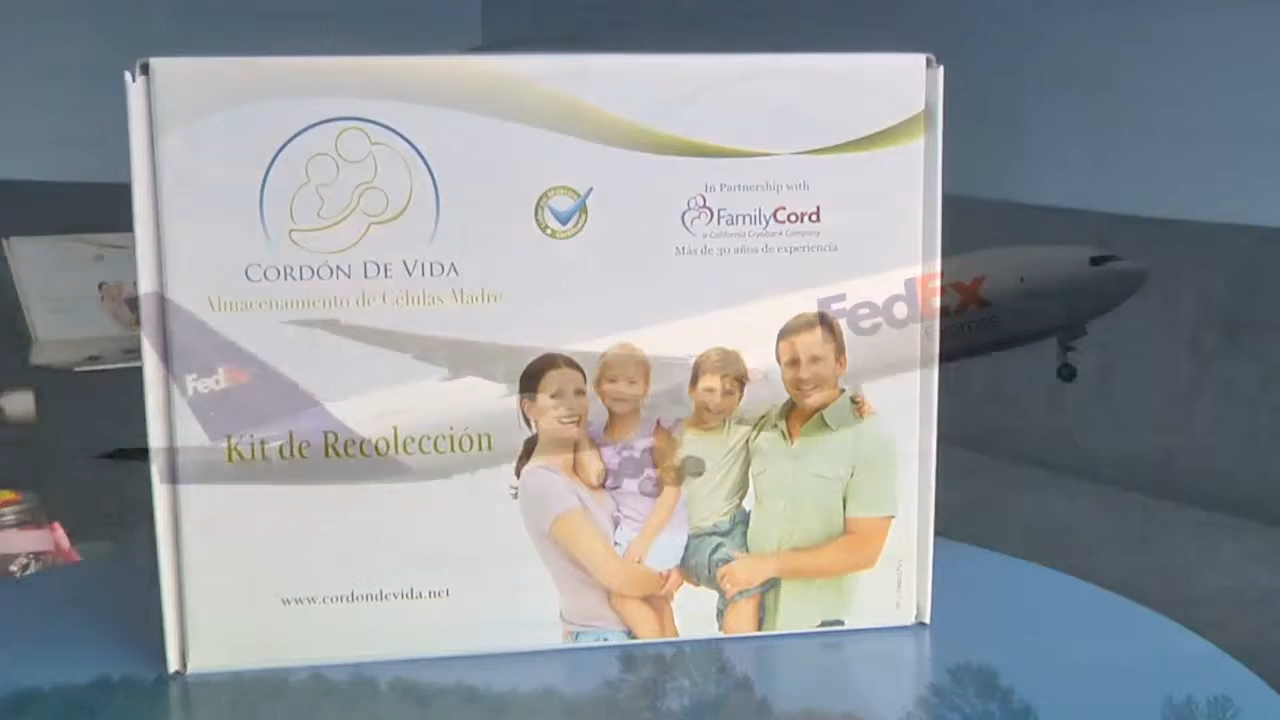 In Partnership with
FamilyCord
a California Cryobank Company
Más de 30 años de experiencia
CORDÓN DE VIDA
Almacenamiento de Células Madre
FedEx
FedEx
Kit de Recolección
www.cordondevida.net